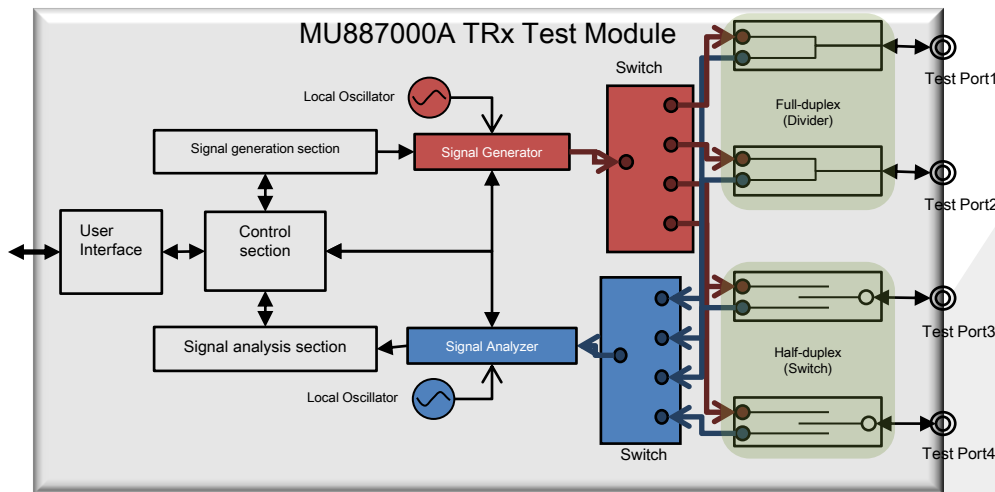 MU887000A TRx Test Module
Switch
Local Oscillator
Signal generation section
Signal Generator
Full-duplex
(Divider)
Test Port1
Test Port2
User
Interface
Control
section
Signal analysis section
Signal Analyzer
Local Oscillator
Switch
Half-duplex
(Switch)
Test Port3
Test Port4